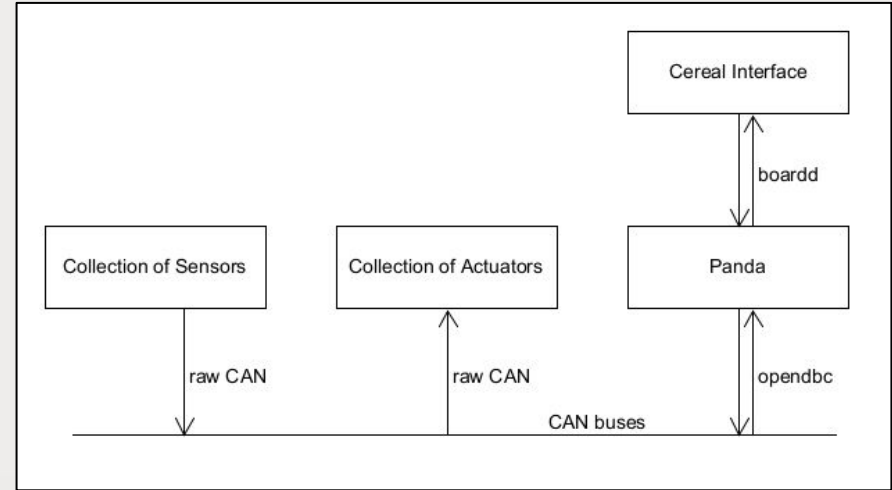 Cereal Interface
boardd
Collection of Sensors
Collection of Actuators
Panda
raw CAN
raw CAN
opendbc
CAN buses